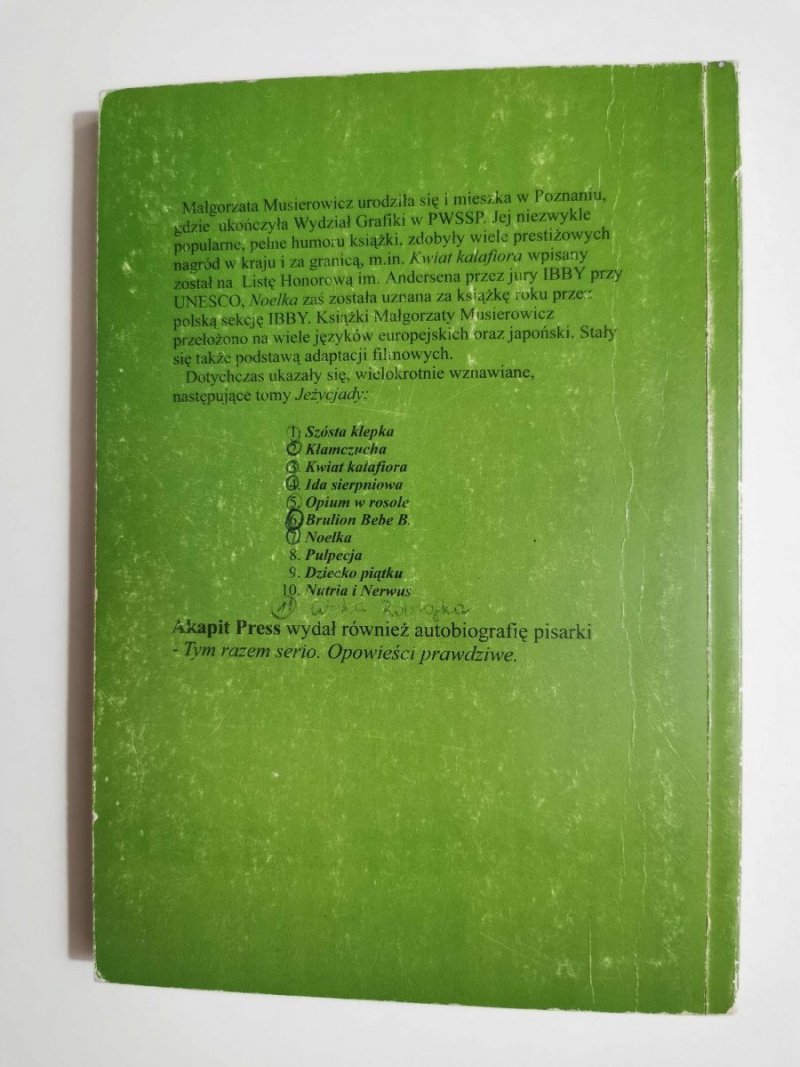 Małgorzata Musierowicz urodziła się i mieszka w Poznaniu,
gdzie ukończyła Wydział Grafiki w PWSSP. Jej niezwykle
popularne, pełne humoru książki, zdobyły wiele prestiżowych
nagród w kraju i za granicą, m.in. Kwiat kalafiora wpisany
został na Listę Honorową im. Andersena przez jury IBBY przy
UNESCO, Noelka zaś została uznana za książkę roku przez
polską sekcję IBBY. Książki Małgorzaty Musierowicz
przełożono na wiele języków europejskich oraz japoński. Stały
się także podstawą adaptacji filmowych.
Dotychczas ukazały się, wielokrotnie wznawiane,
następujące tomy Jeżycjady:
1. Szósta klepka
2. Kłamczucha
3. Kwiat kalafiora
4. Ida sierpniowa
5. Opium w rosole
6. Brulion Bebe B.
7. Noelka
8. Pulpecja
9. Dziecko piątku
10. Nutria i Nerwus
Akapit Press wydał również autobiografię pisarki
- Tym razem serio. Opowieści prawdziwe.